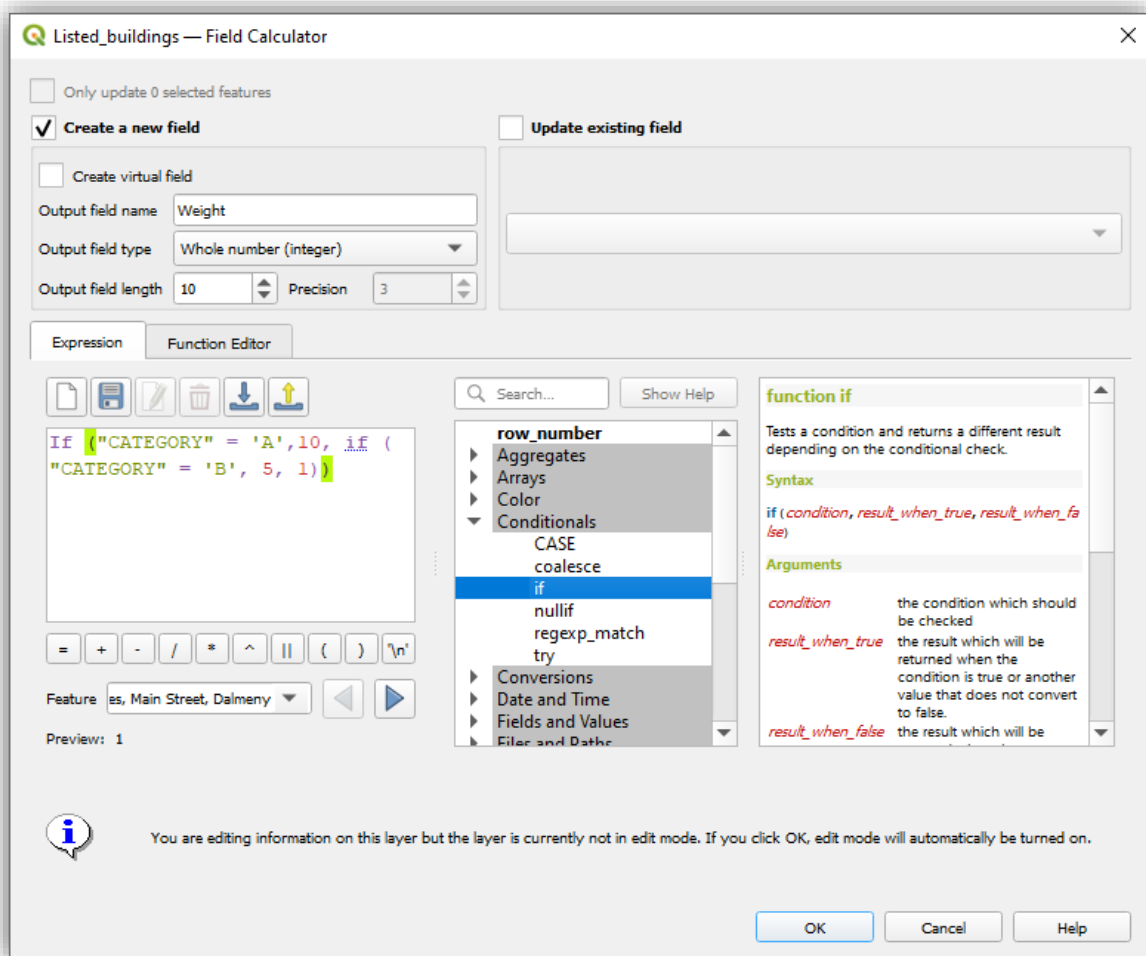 Listed_buildings — Field Calculator
Only update 0 selected features
Create a new field
Update existing field
Create virtual field
Output field name Weight
Output field type Whole number (integer)
Output field length 10 Precision 3
Expression Function Editor
Search... Show Help
If ("CATEGORY" = 'A',10, if (
"CATEGORY" = 'B', 5, 1))
= + - / * ^ || ( ) '\n'
Feature es, Main Street, Dalmeny
Preview: 1
row_number
Aggregates
Arrays
Color
Conditionals
CASE
coalesce
if
nullif
regexp_match
try
Conversions
Date and Time
Fields and Values
Files and Paths
function if
Tests a condition and returns a different result
depending on the conditional check.
Syntax
if (condition, result_when_true, result_when_fa
lse)
Arguments
condition the condition which should
be checked
result_when_true the result which will be
returned when the
condition is true or another
value that does not convert
to false.
result_when_false the result which will be
You are editing information on this layer but the layer is currently not in edit mode. If you click OK, edit mode will automatically be turned on.
OK Cancel Help